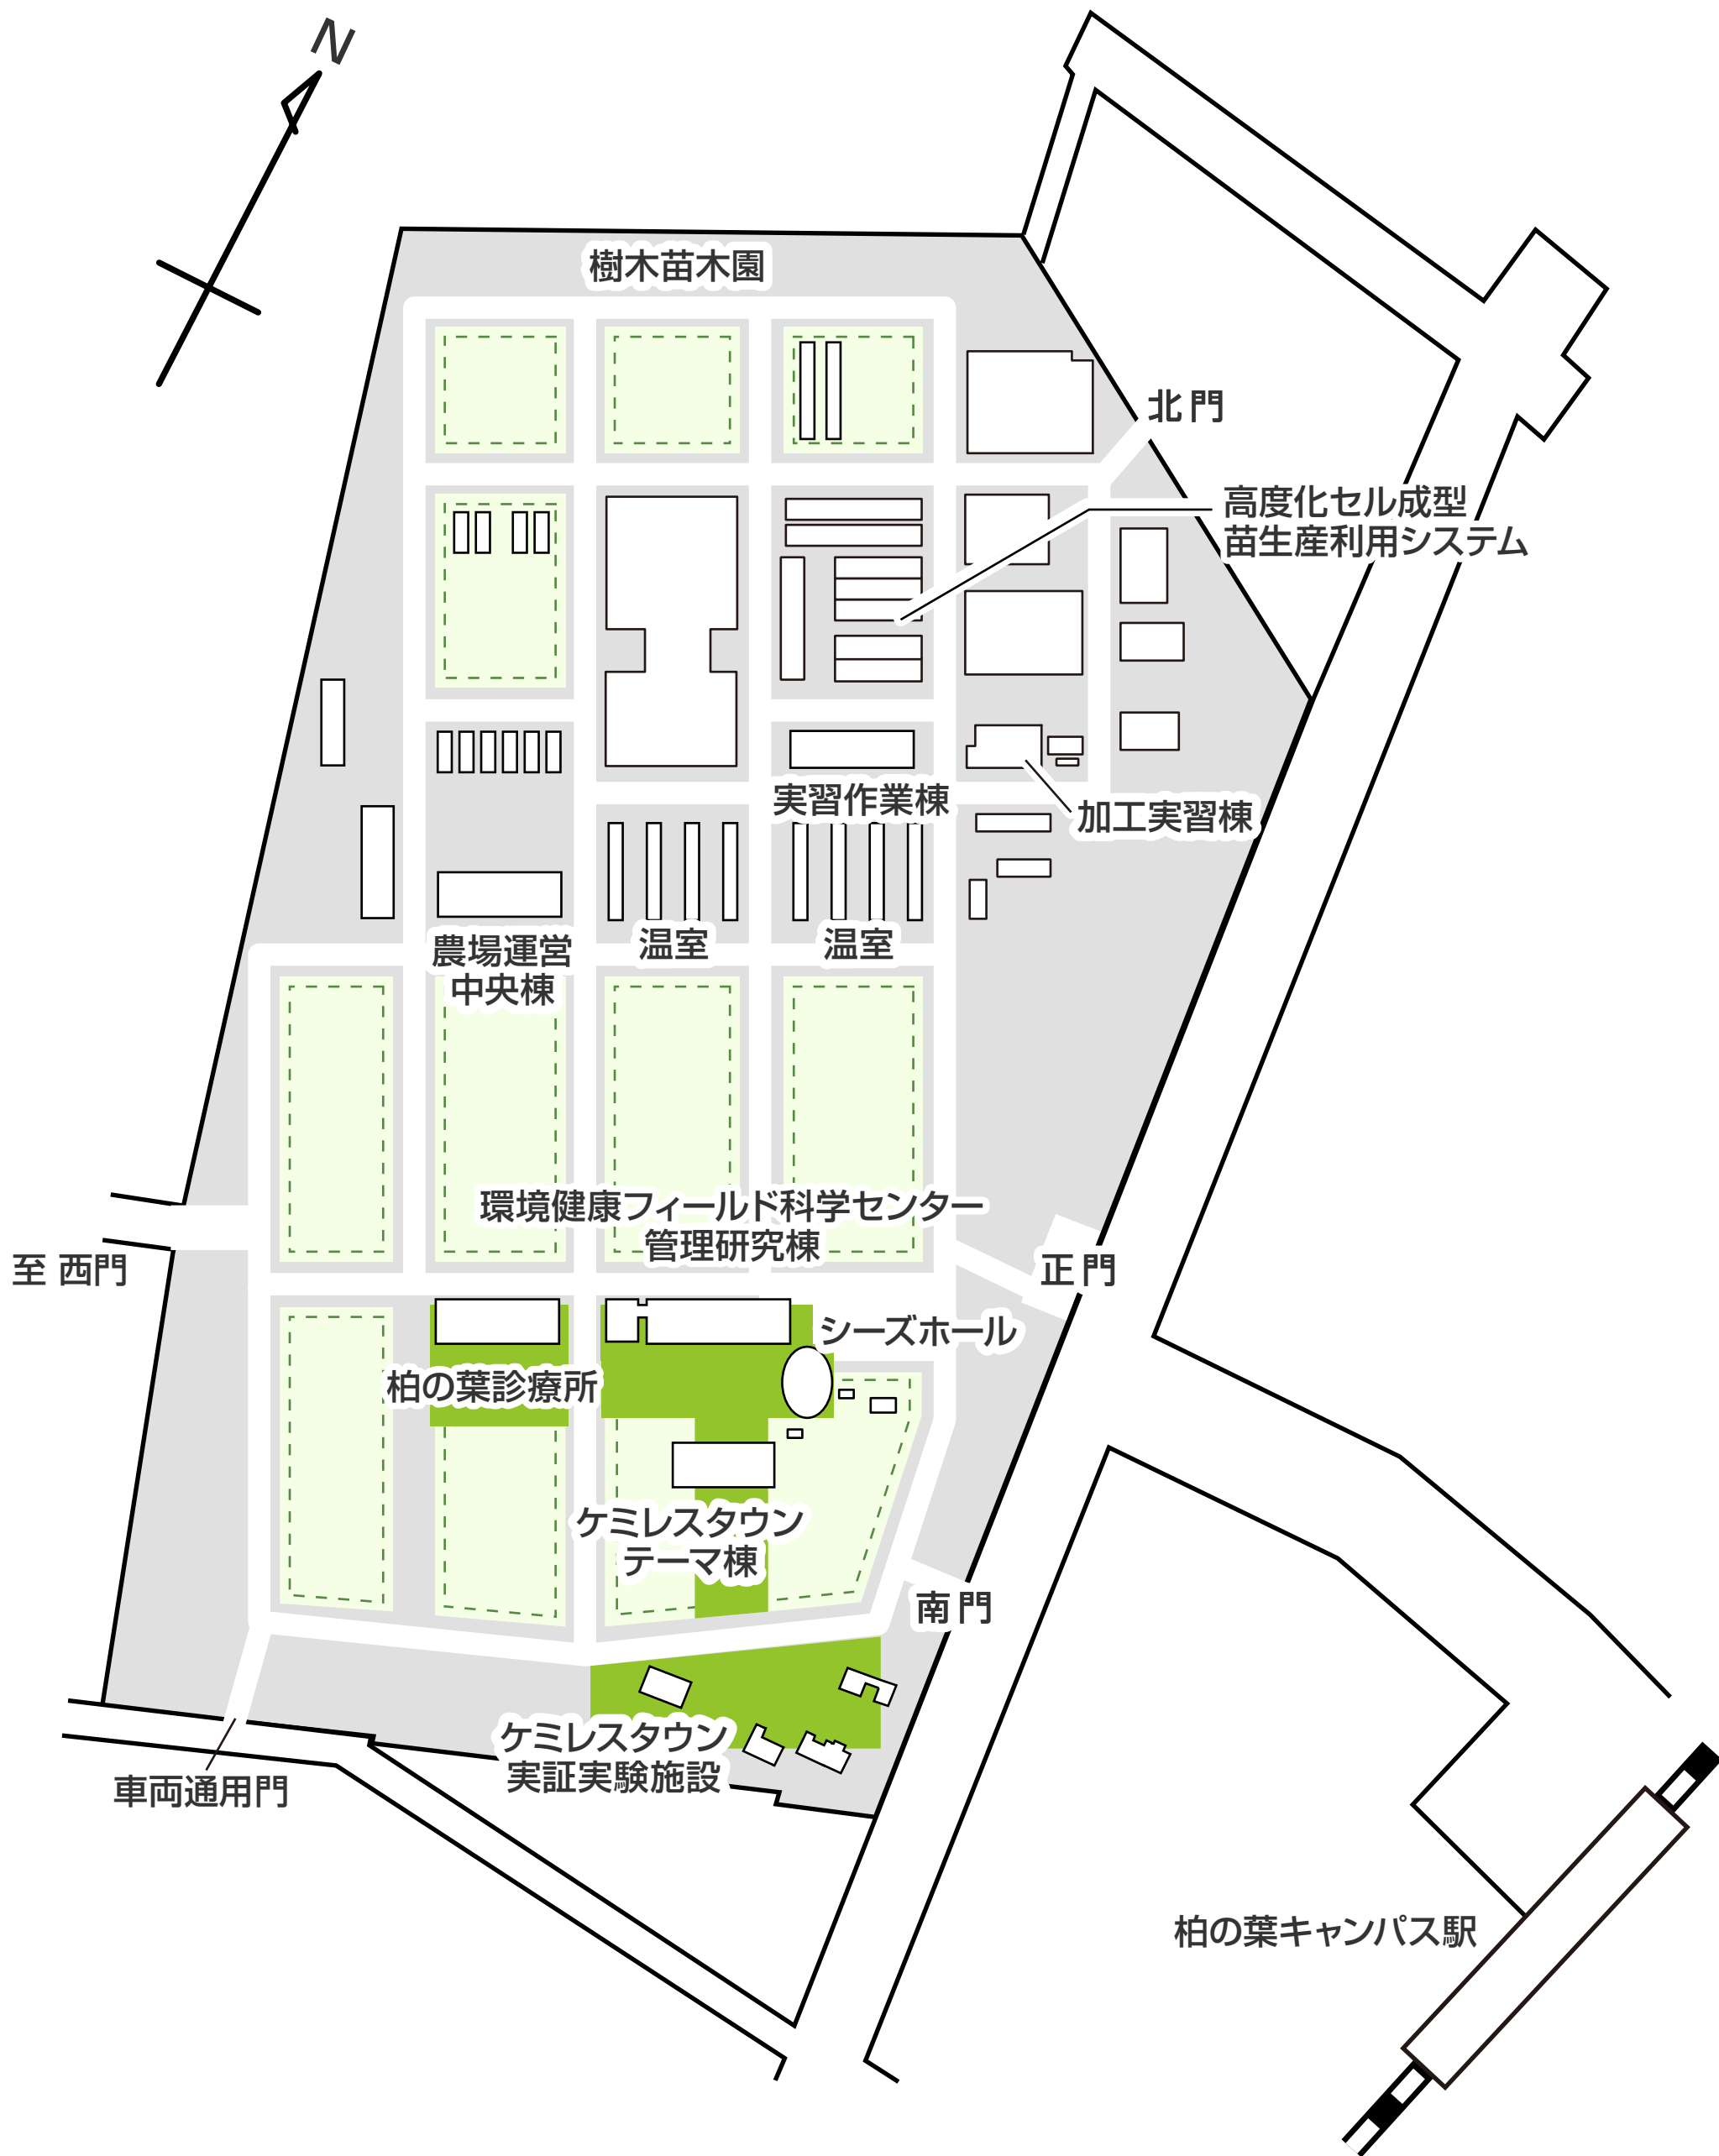 N
樹木苗木園
北門
高度化セル成型
苗生産利用システム
実習作業棟
加工実習棟
農場運営
中央棟
温室
温室
環境健康フィールド科学センター
管理研究棟
至 西門
正門
シーズホール
柏の葉診療所
ケミレスタウン
テーマ棟
南門
ケミレスタウン
実証実験施設
車両通用門
柏の葉キャンパス駅